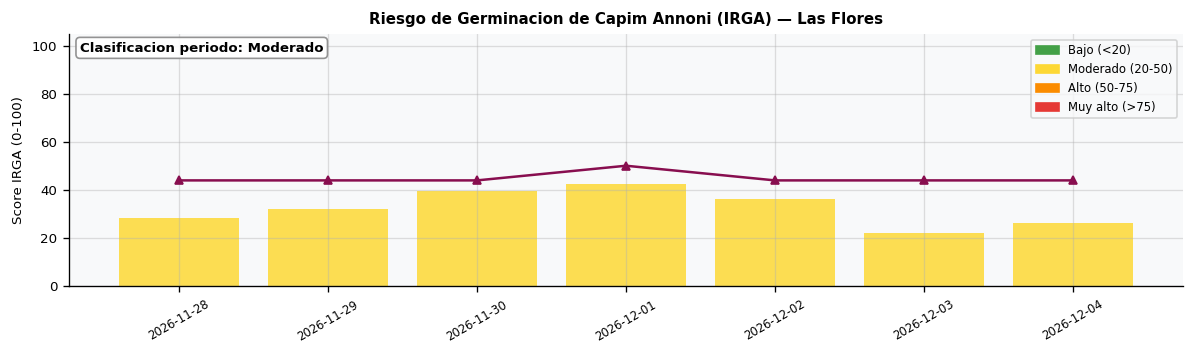 Riesgo de Germinacion de Capim Annoni (IRGA) — Las Flores
Clasificacion periodo: Moderado
Bajo (<20)
Moderado (20-50)
Alto (50-75)
Muy alto (>75)
Score IRGA (0-100)
100
80
60
40
20
0
2026-11-28
2026-11-29
2026-11-30
2026-12-01
2026-12-02
2026-12-03
2026-12-04